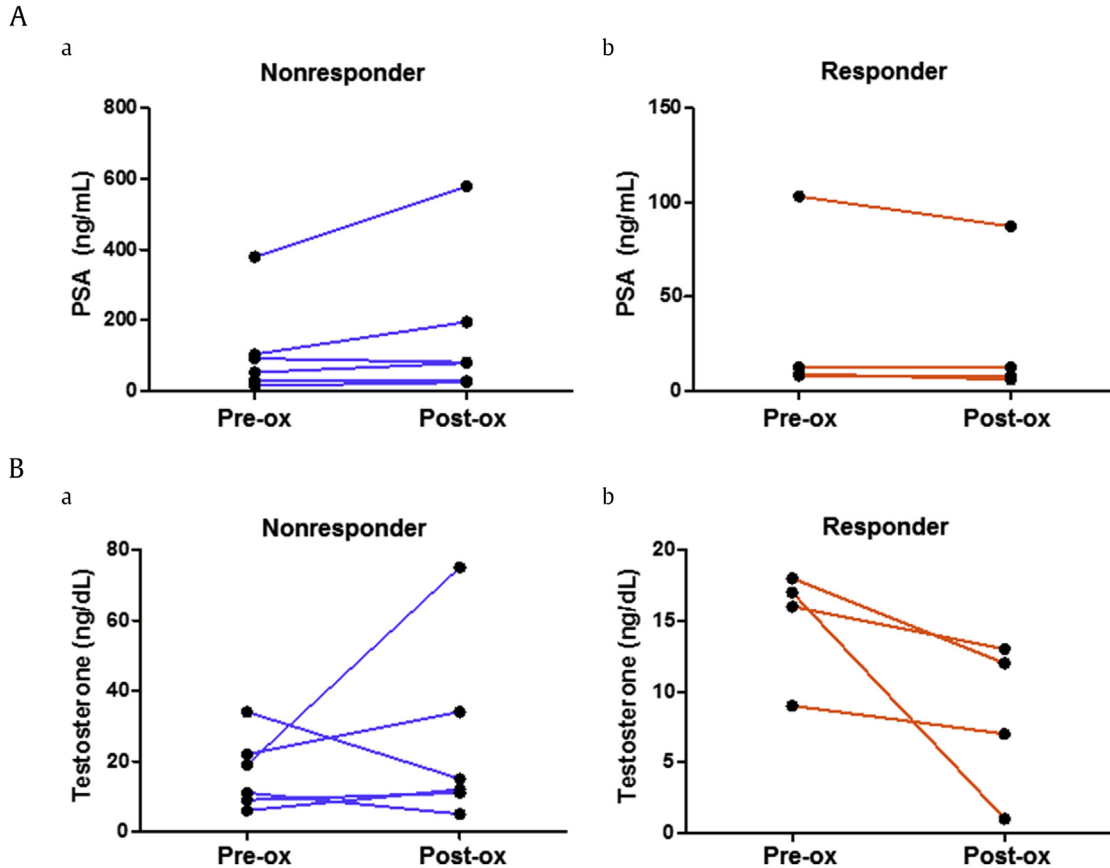 A
a
Nonresponder
PSA (ng/mL)
800
600
400
200
0
Pre-ox Post-ox
b
Responder
PSA (ng/mL)
150
100
50
0
Pre-ox Post-ox
B
a
Nonresponder
Testosterone (ng/dL)
80
60
40
20
0
Pre-ox Post-ox
b
Responder
Testosterone (ng/dL)
20
15
10
5
0
Pre-ox Post-ox